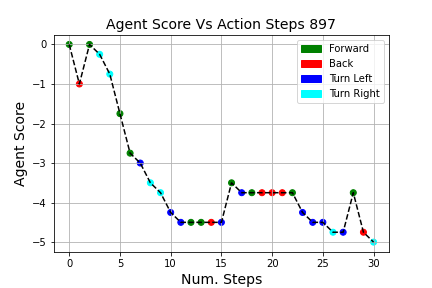 Agent Score Vs Action Steps 897
Agent Score
0
−1
−2
−3
−4
−5
Forward
Back
Turn Left
Turn Right
0 5 10 15 20 25 30
Num. Steps